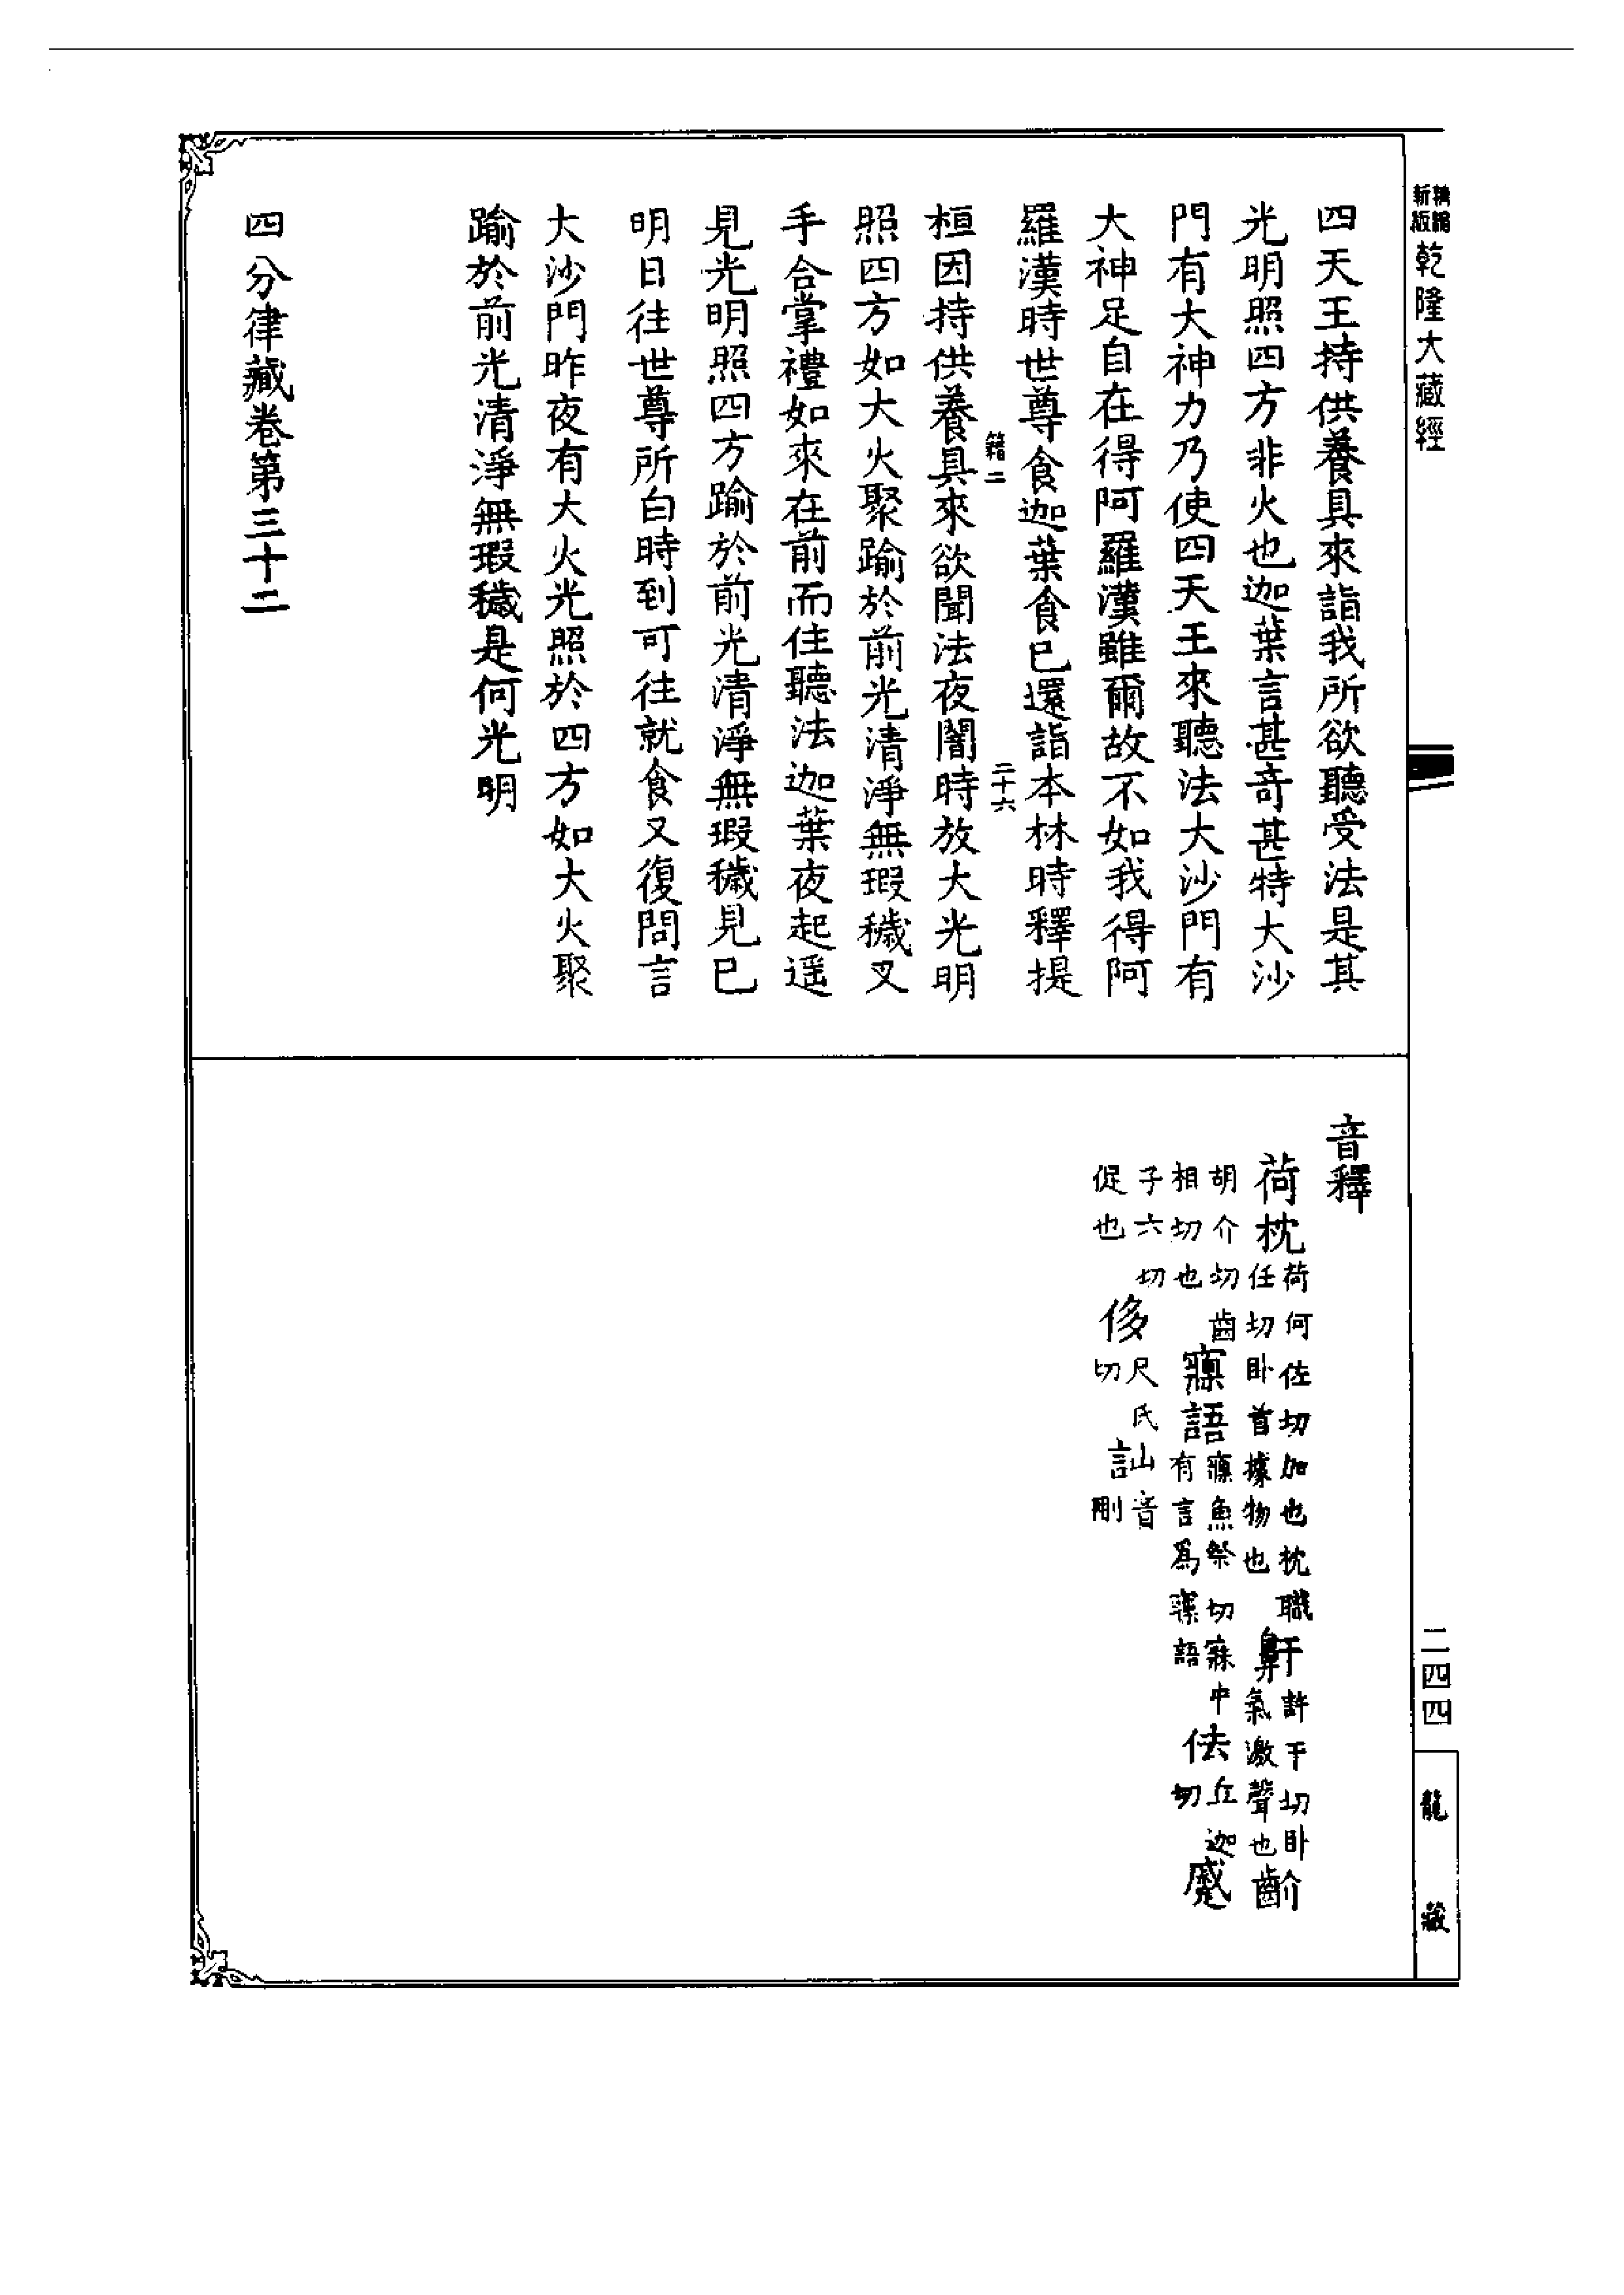 乾隆大藏經
四天王持供養具來詣我所欲聽受法是其
光明照四方非火也迦葉言甚奇甚特大沙
門有大神力乃使四天王來聽法大沙門有
大神足自在得阿羅漢雖爾故不如我得阿
羅漢時世尊食迦葉食已還詣本林時釋提
籍二 二十六
桓因持供養具來欲聞法夜闇時放大光明
照四方如大火聚踰於前光清淨無瑕穢叉
手合掌禮如來在前而住聽法迦葉夜起遥
見光明照四方踰於前光清淨無瑕穢見已
明日往世尊所白時到可往就食又復問言
大沙門昨夜有大火光照於四方如大火聚
踰於前光清淨無瑕穢是何光明
四分律藏卷第三十二
音釋
荷枕 荷何佐切加也枕職任切卧首據物也 鼾 許干切卧氣激聲也 齘
胡介切齒相切也 寱語 寱魚祭切寐中有言爲寱語 佉 丘迦切 蹙
子六切促也 侈 尺氏切 訕 音刪
二四四
龍藏